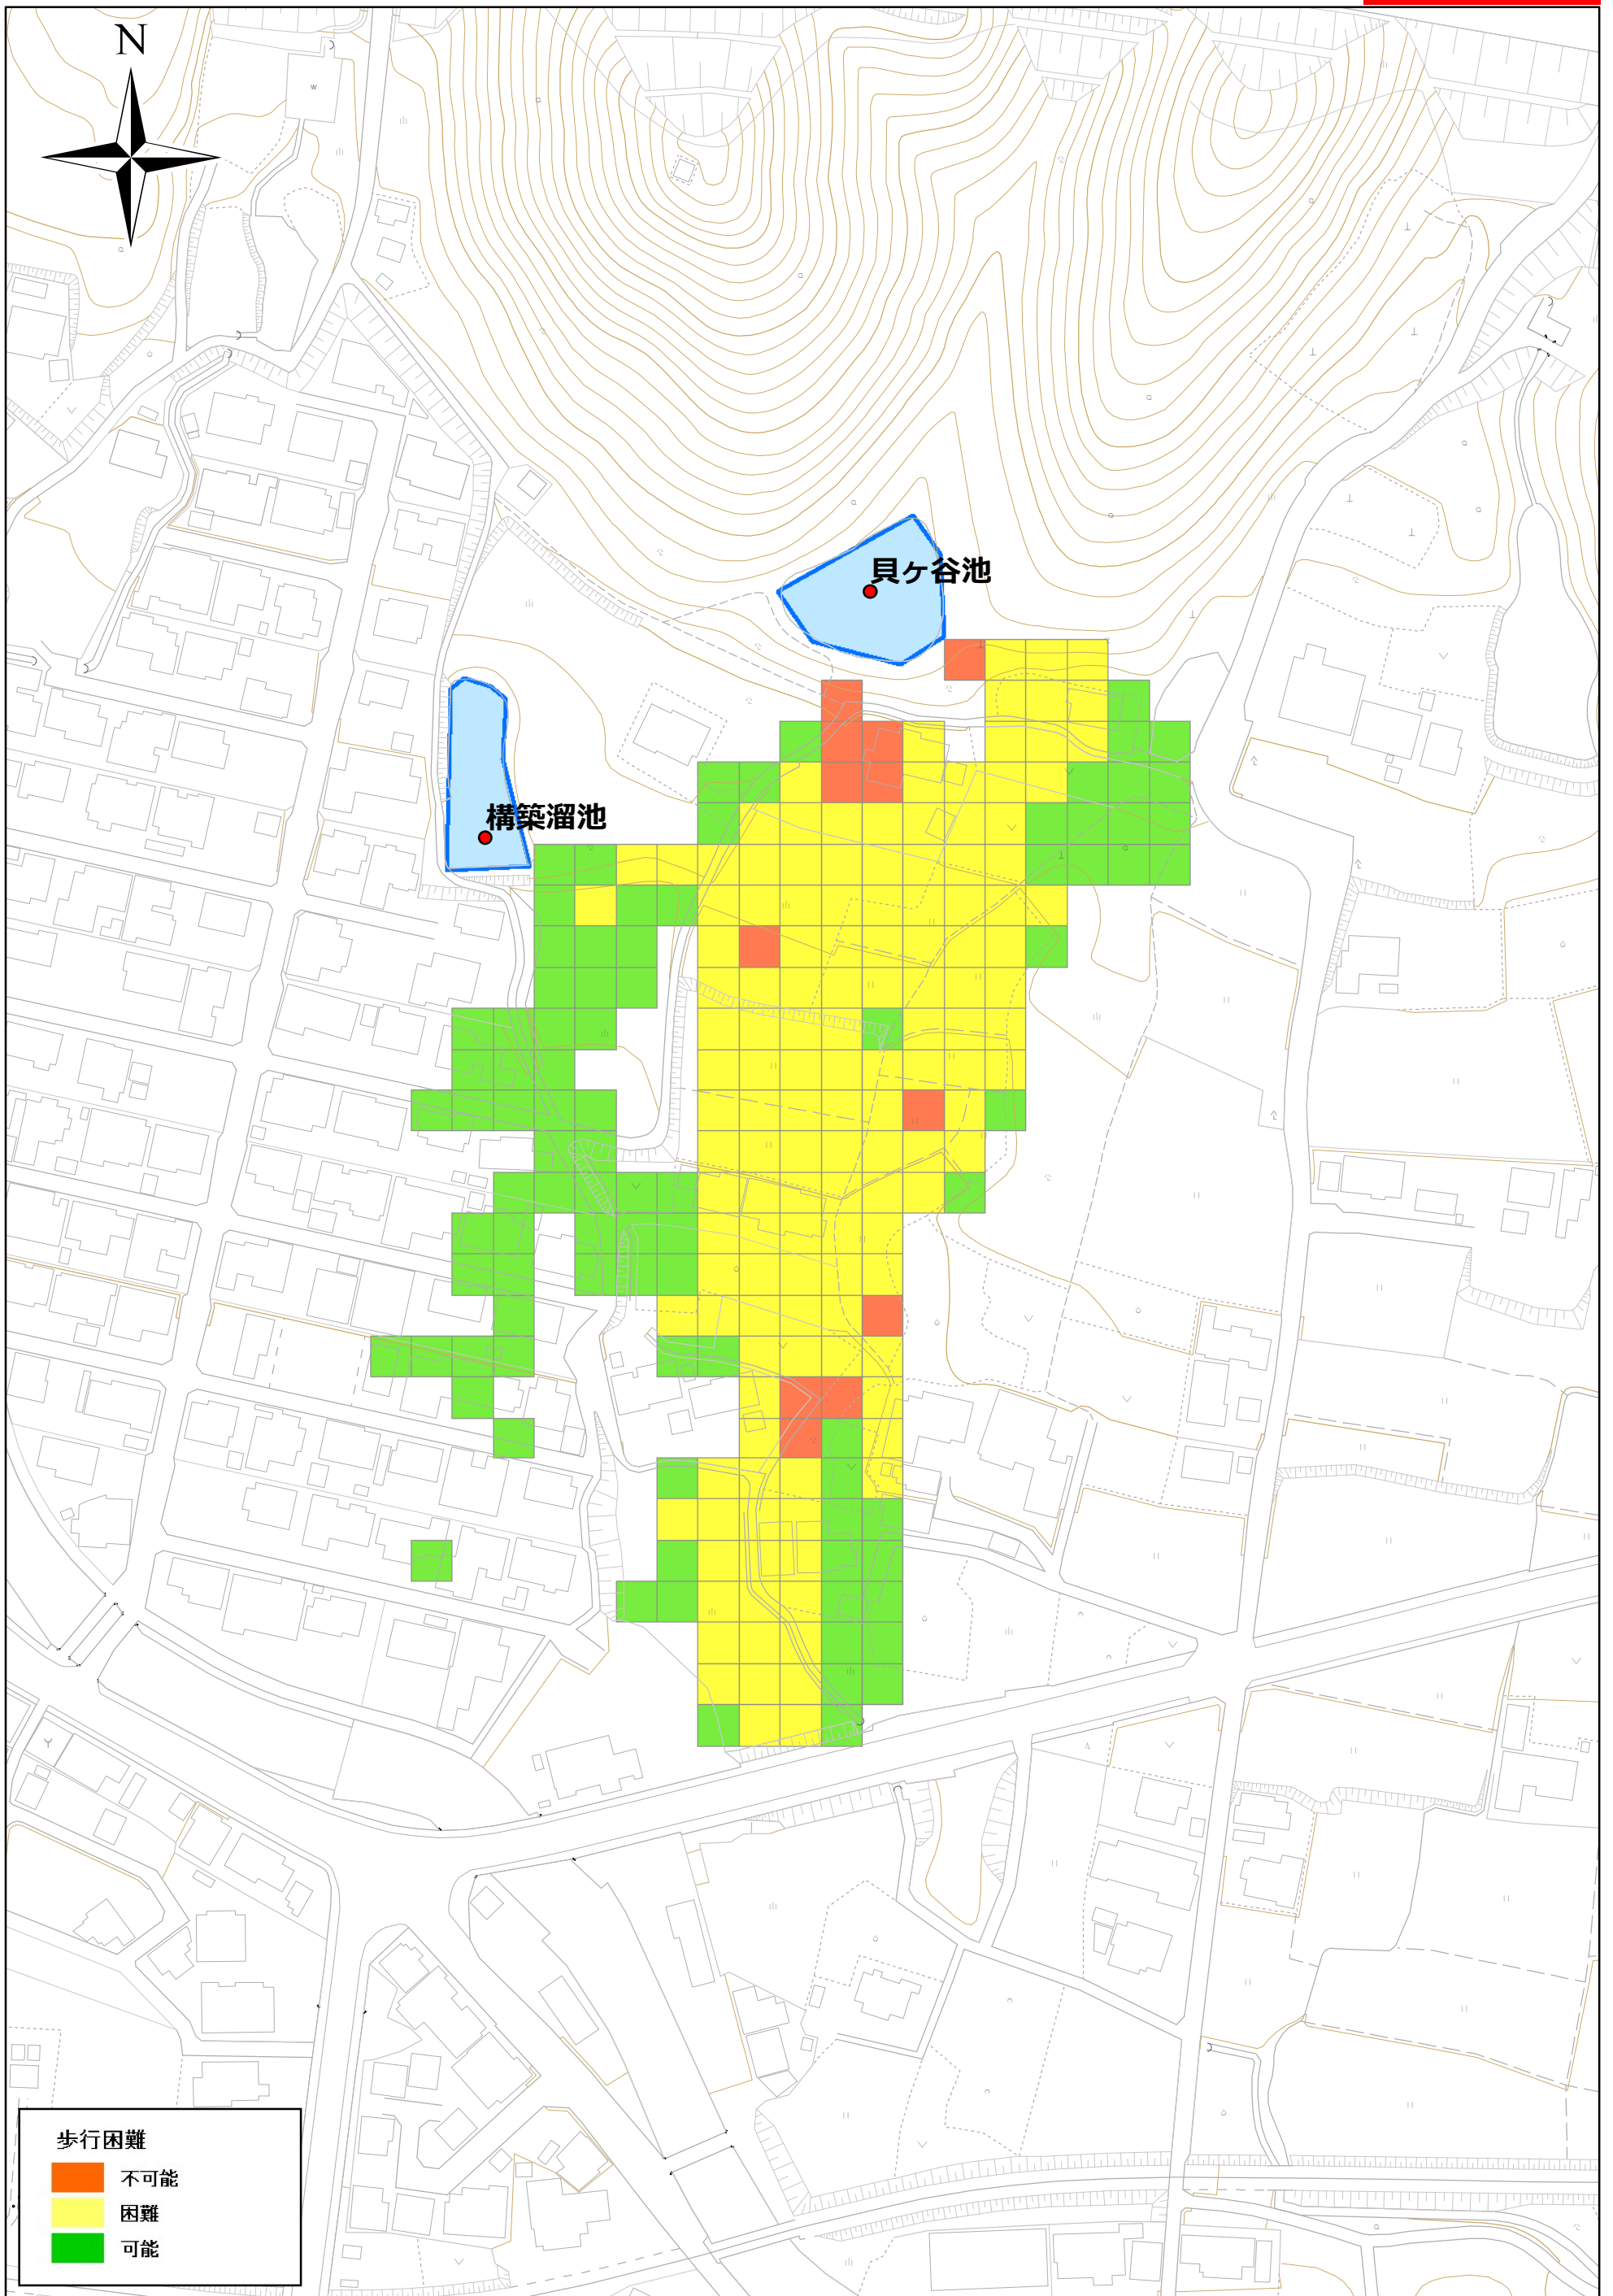 N
貝ヶ谷池
構築溜池
歩行困難
不可能
困難
可能